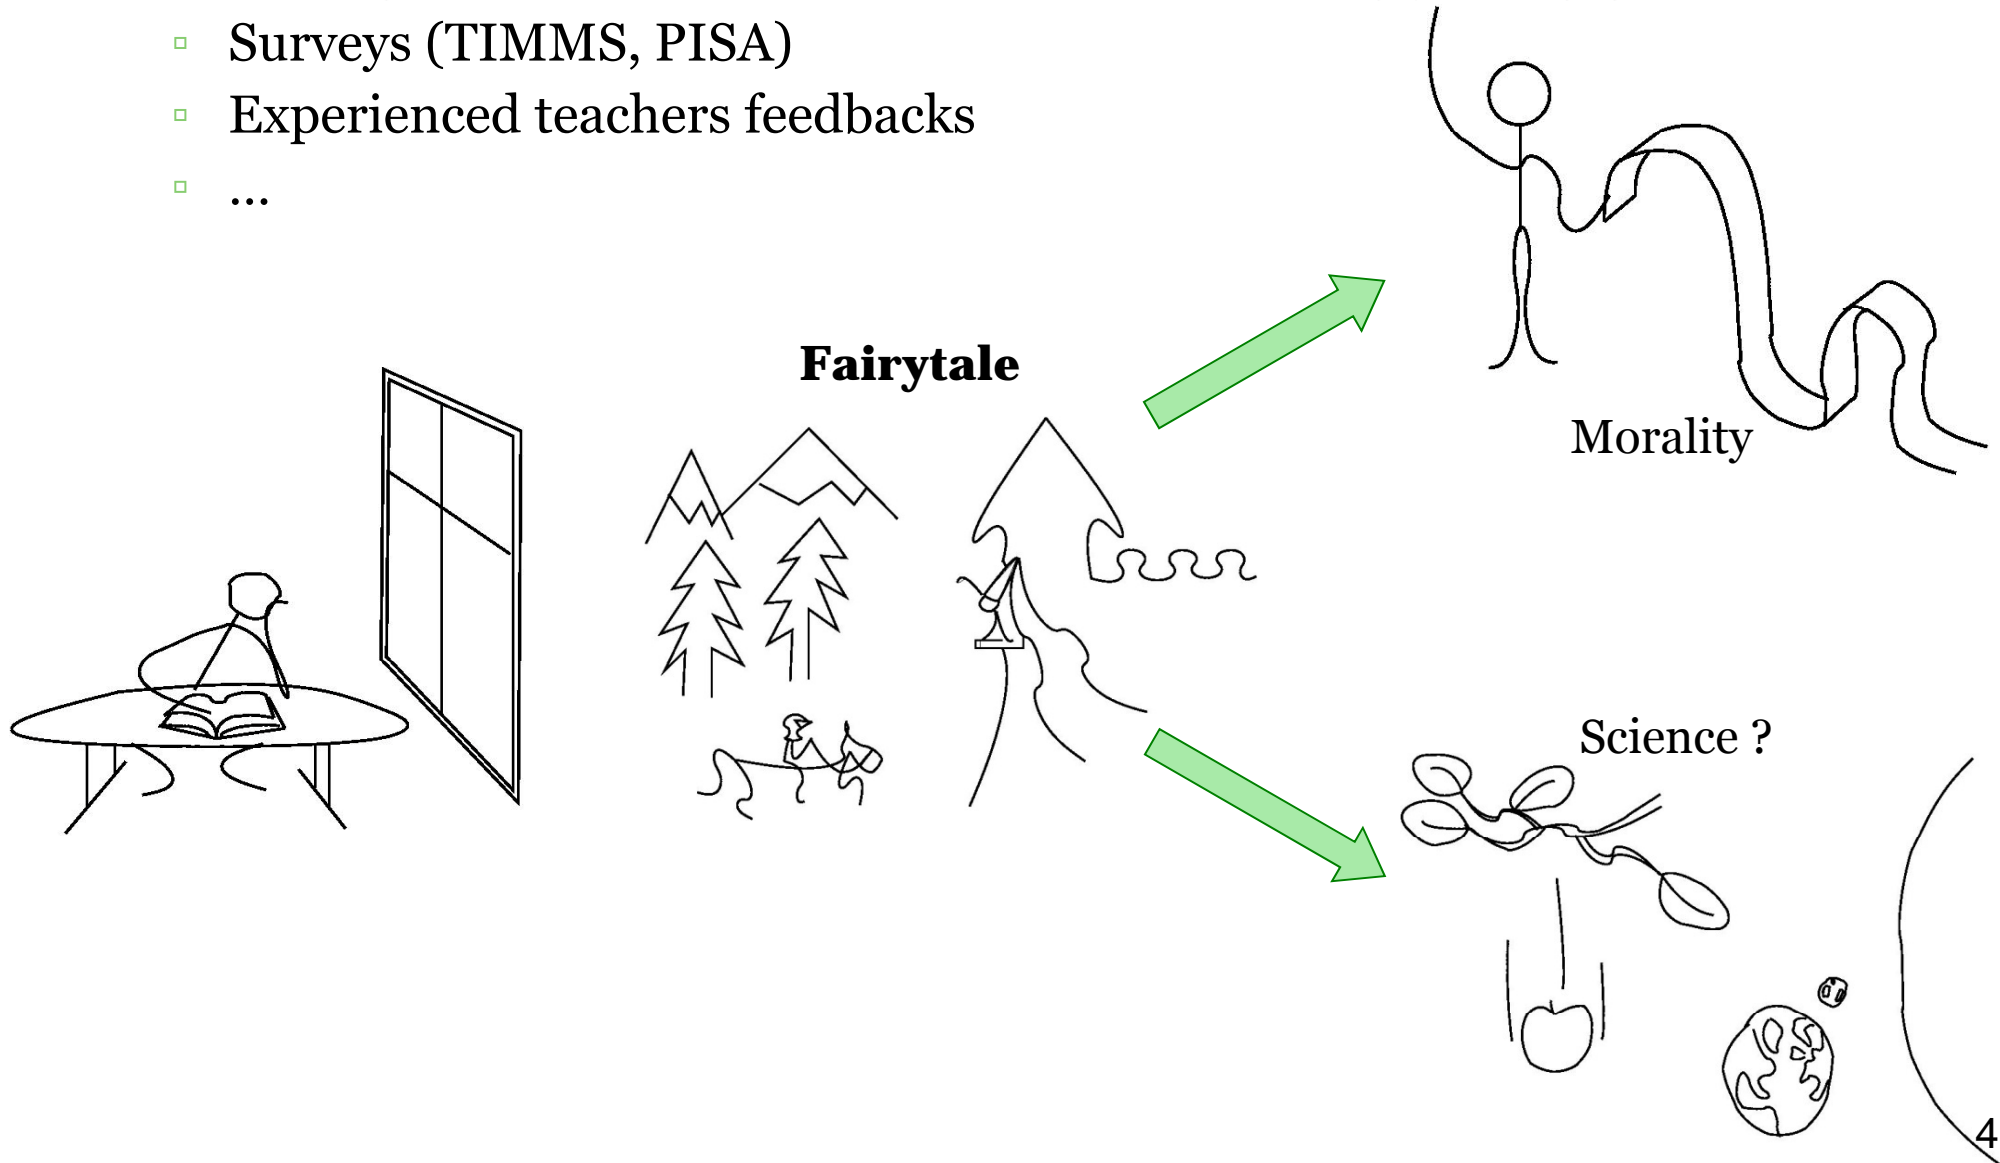 ▫ Surveys (TIMMS, PISA)
▫ Experienced teachers feedbacks
▫ …
Fairytale
Morality
Science ?
4